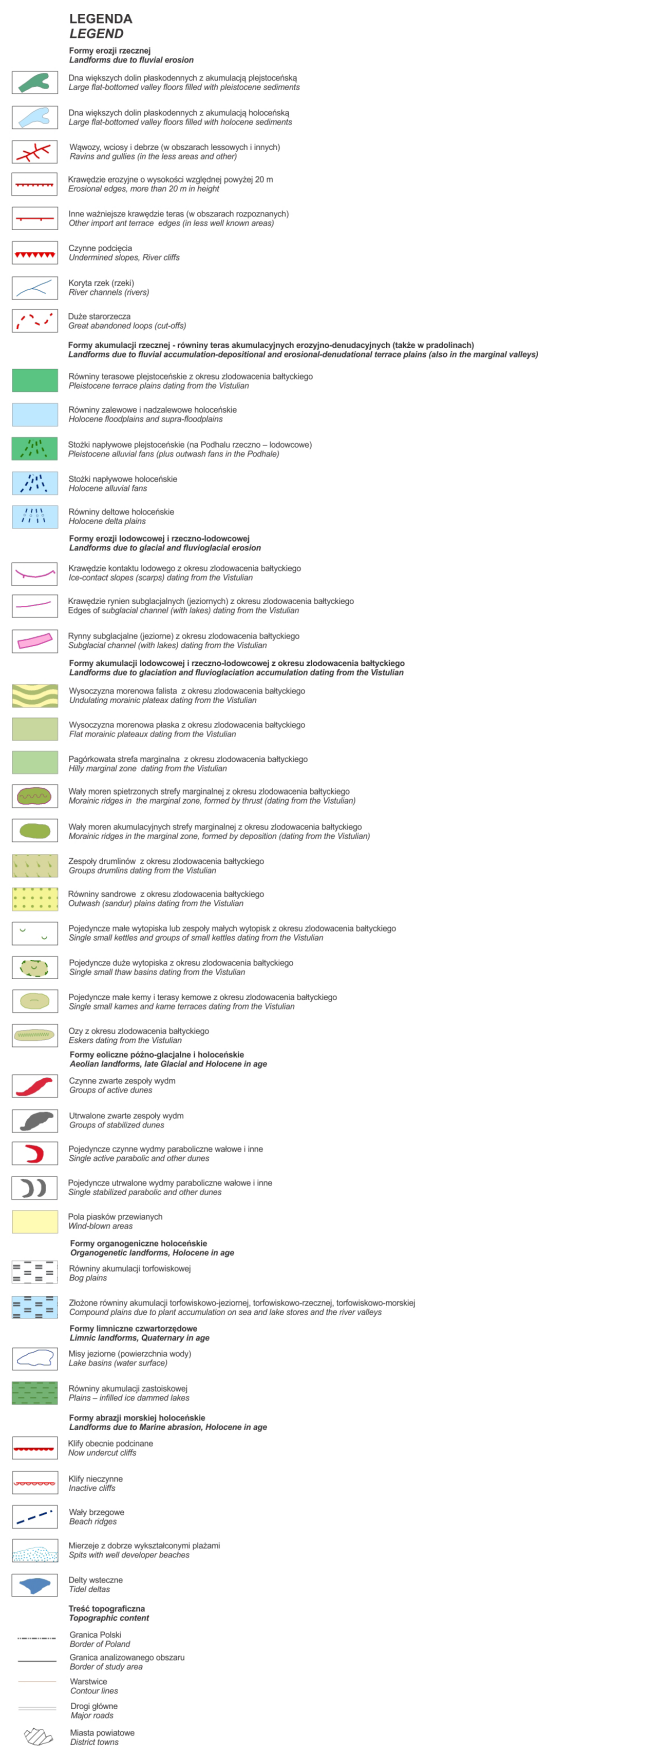 LEGENDA
LEGEND
Formy erozji rzecznej
Landforms due to fluvial erosion
Dna większych dolin płaskodennych z akumulacją plejstoceńską
Large flat-bottomed valley floors filled with pleistocene sediments
Dna większych dolin płaskodennych z akumulacją holoceńską
Large flat-bottomed valley floors filled with holocene sediments
Wąwozy, wciosy i debrze (w obszarach lessowych i innych)
Ravins and gullies (in the less areas and other)
Krawędzie erozyjne o wysokości względnej powyżej 20 m
Erosional edges, more than 20 m in height
Inne ważniejsze krawędzie teras (w obszarach rozpoznanych)
Other import ant terrace edges (in less well known areas)
Czynne podcięcia
Undermined slopes, River cliffs
Koryta rzek (rzeki)
River channels (rivers)
Duże starorzecza
Great abandoned loops (cut-offs)
Formy akumulacji rzecznej - równiny teras akumulacyjnych erozyjno-denudacyjnych (także w pradolinach)
Landforms due to fluvial accumulation-depositional and erosional-denudational terrace plains (also in the marginal valleys)
Równiny terasowe plejstoceńskie z okresu zlodowacenia bałtyckiego
Pleistocene terrace plains dating from the Vistulian
Równiny zalewowe i nadzalewowe holoceńskie
Holocene floodplains and supra-floodplains
Stożki napływowe plejstoceńskie (na Podhalu rzeczno – lodowcowe)
Pleistocene alluvial fans (plus outwash fans in the Podhale)
Stożki napływowe holoceńskie
Holocene alluvial fans
Równiny deltowe holoceńskie
Holocene delta plains
Formy erozji lodowcowej i rzeczno-lodowcowej
Landforms due to glacial and fluvioglacial erosion
Krawędzie kontaktu lodowego z okresu zlodowacenia bałtyckiego
Ice-contact slopes (scarps) dating from the Vistulian
Krawędzie rynien subglacjalnych (jeziornych) z okresu zlodowacenia bałtyckiego
Edges of subglacial channel (with lakes) dating from the Vistulian
Rynny subglacjalne (jeziorne) z okresu zlodowacenia bałtyckiego
Subglacial channel (with lakes) dating from the Vistulian
Formy akumulacji lodowcowej i rzeczno-lodowcowej z okresu zlodowacenia bałtyckiego
Landforms due to glaciation and fluvioglaciation accumulation dating from the Vistulian
Wysoczyzna morenowa falista z okresu zlodowacenia bałtyckiego
Undulating morainic plateax dating from the Vistulian
Wysoczyzna morenowa płaska z okresu zlodowacenia bałtyckiego
Flat morainic plateaux dating from the Vistulian
Pagórkowata strefa marginalna z okresu zlodowacenia bałtyckiego
Hilly marginal zone dating from the Vistulian
Wały moren spietrzonych strefy marginalnej z okresu zlodowacenia bałtyckiego
Morainic ridges in the marginal zone, formed by thrust (dating from the Vistulian)
Wały moren akumulacyjnych strefy marginalnej z okresu zlodowacenia bałtyckiego
Morainic ridges in the marginal zone, formed by deposition (dating from the Vistulian)
Zespoły drumlinów z okresu zlodowacenia bałtyckiego
Groups drumlins dating from the Vistulian
Równiny sandrowe z okresu zlodowacenia bałtyckiego
Outwash (sandur) plains dating from the Vistulian
Pojedyncze małe wytopiska lub zespoły małych wytopisk z okresu zlodowacenia bałtyckiego
Single small kettles and groups of small kettles dating from the Vistulian
Pojedyncze duże wytopiska z okresu zlodowacenia bałtyckiego
Single small thaw basins dating from the Vistulian
Pojedyncze małe kemy i terasy kemowe z okresu zlodowacenia bałtyckiego
Single small kames and kame terraces dating from the Vistulian
Ozy z okresu zlodowacenia bałtyckiego
Eskers dating from the Vistulian
Formy eoliczne późno-glacjalne i holoceńskie
Aeolian landforms, late Glacial and Holocene in age
Czynne zwarte zespoły wydm
Groups of active dunes
Utrwalone zwarte zespoły wydm
Groups of stabilized dunes
Pojedyncze czynne wydmy paraboliczne wałowe i inne
Single active parabolic and other dunes
Pojedyncze utrwalone wydmy paraboliczne wałowe i inne
Single stabilized parabolic and other dunes
Pola piasków przewianych
Wind-blown areas
Formy organogeniczne holoceńskie
Organogenetic landforms, Holocene in age
Równiny akumulacji torfowiskowej
Bog plains
Złożone równiny akumulacji torfowiskowo-jeziornej, torfowiskowo-rzecznej, torfowiskowo-morskiej
Compound plains due to plant accumulation on sea and lake stores and the river valleys
Formy limniczne czwartorzędowe
Limnic landforms, Quaternary in age
Misy jeziorne (powierzchnia wody)
Lake basins (water surface)
Równiny akumulacji zastoiskowej
Plains – infilled ice dammed lakes
Formy abrazji morskiej holoceńskie
Landforms due to Marine abrasion, Holocene in age
Klify obecnie podcinane
Now undercut cliffs
Klify nieczynne
Inactive cliffs
Wały brzegowe
Beach ridges
Mierzeje z dobrze wykształconymi plażami
Spits with well developer beaches
Delty wsteczne
Tidel deltas
Treść topograficzna
Topographic content
Granica Polski
Border of Poland
Granica analizowanego obszaru
Border of study area
Warstwice
Contour lines
Drogi główne
Major roads
Miasta powiatowe
District towns